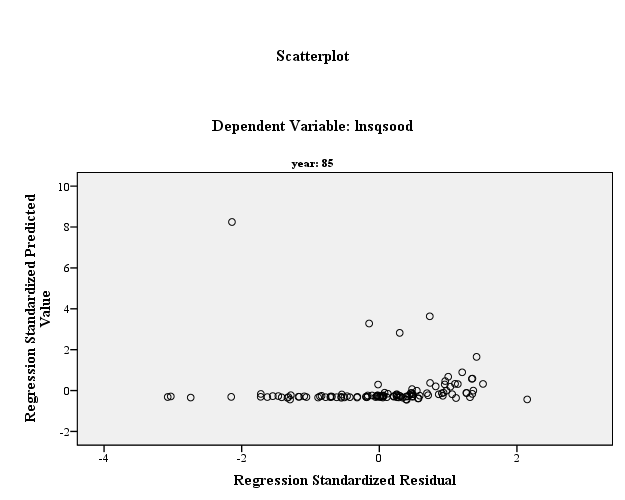 Scatterplot
Dependent Variable: lnsqsood
year: 85
Regression Standardized Predicted
Value
10
8
6
4
2
0
-2
-4
-2
0
2
Regression Standardized Residual